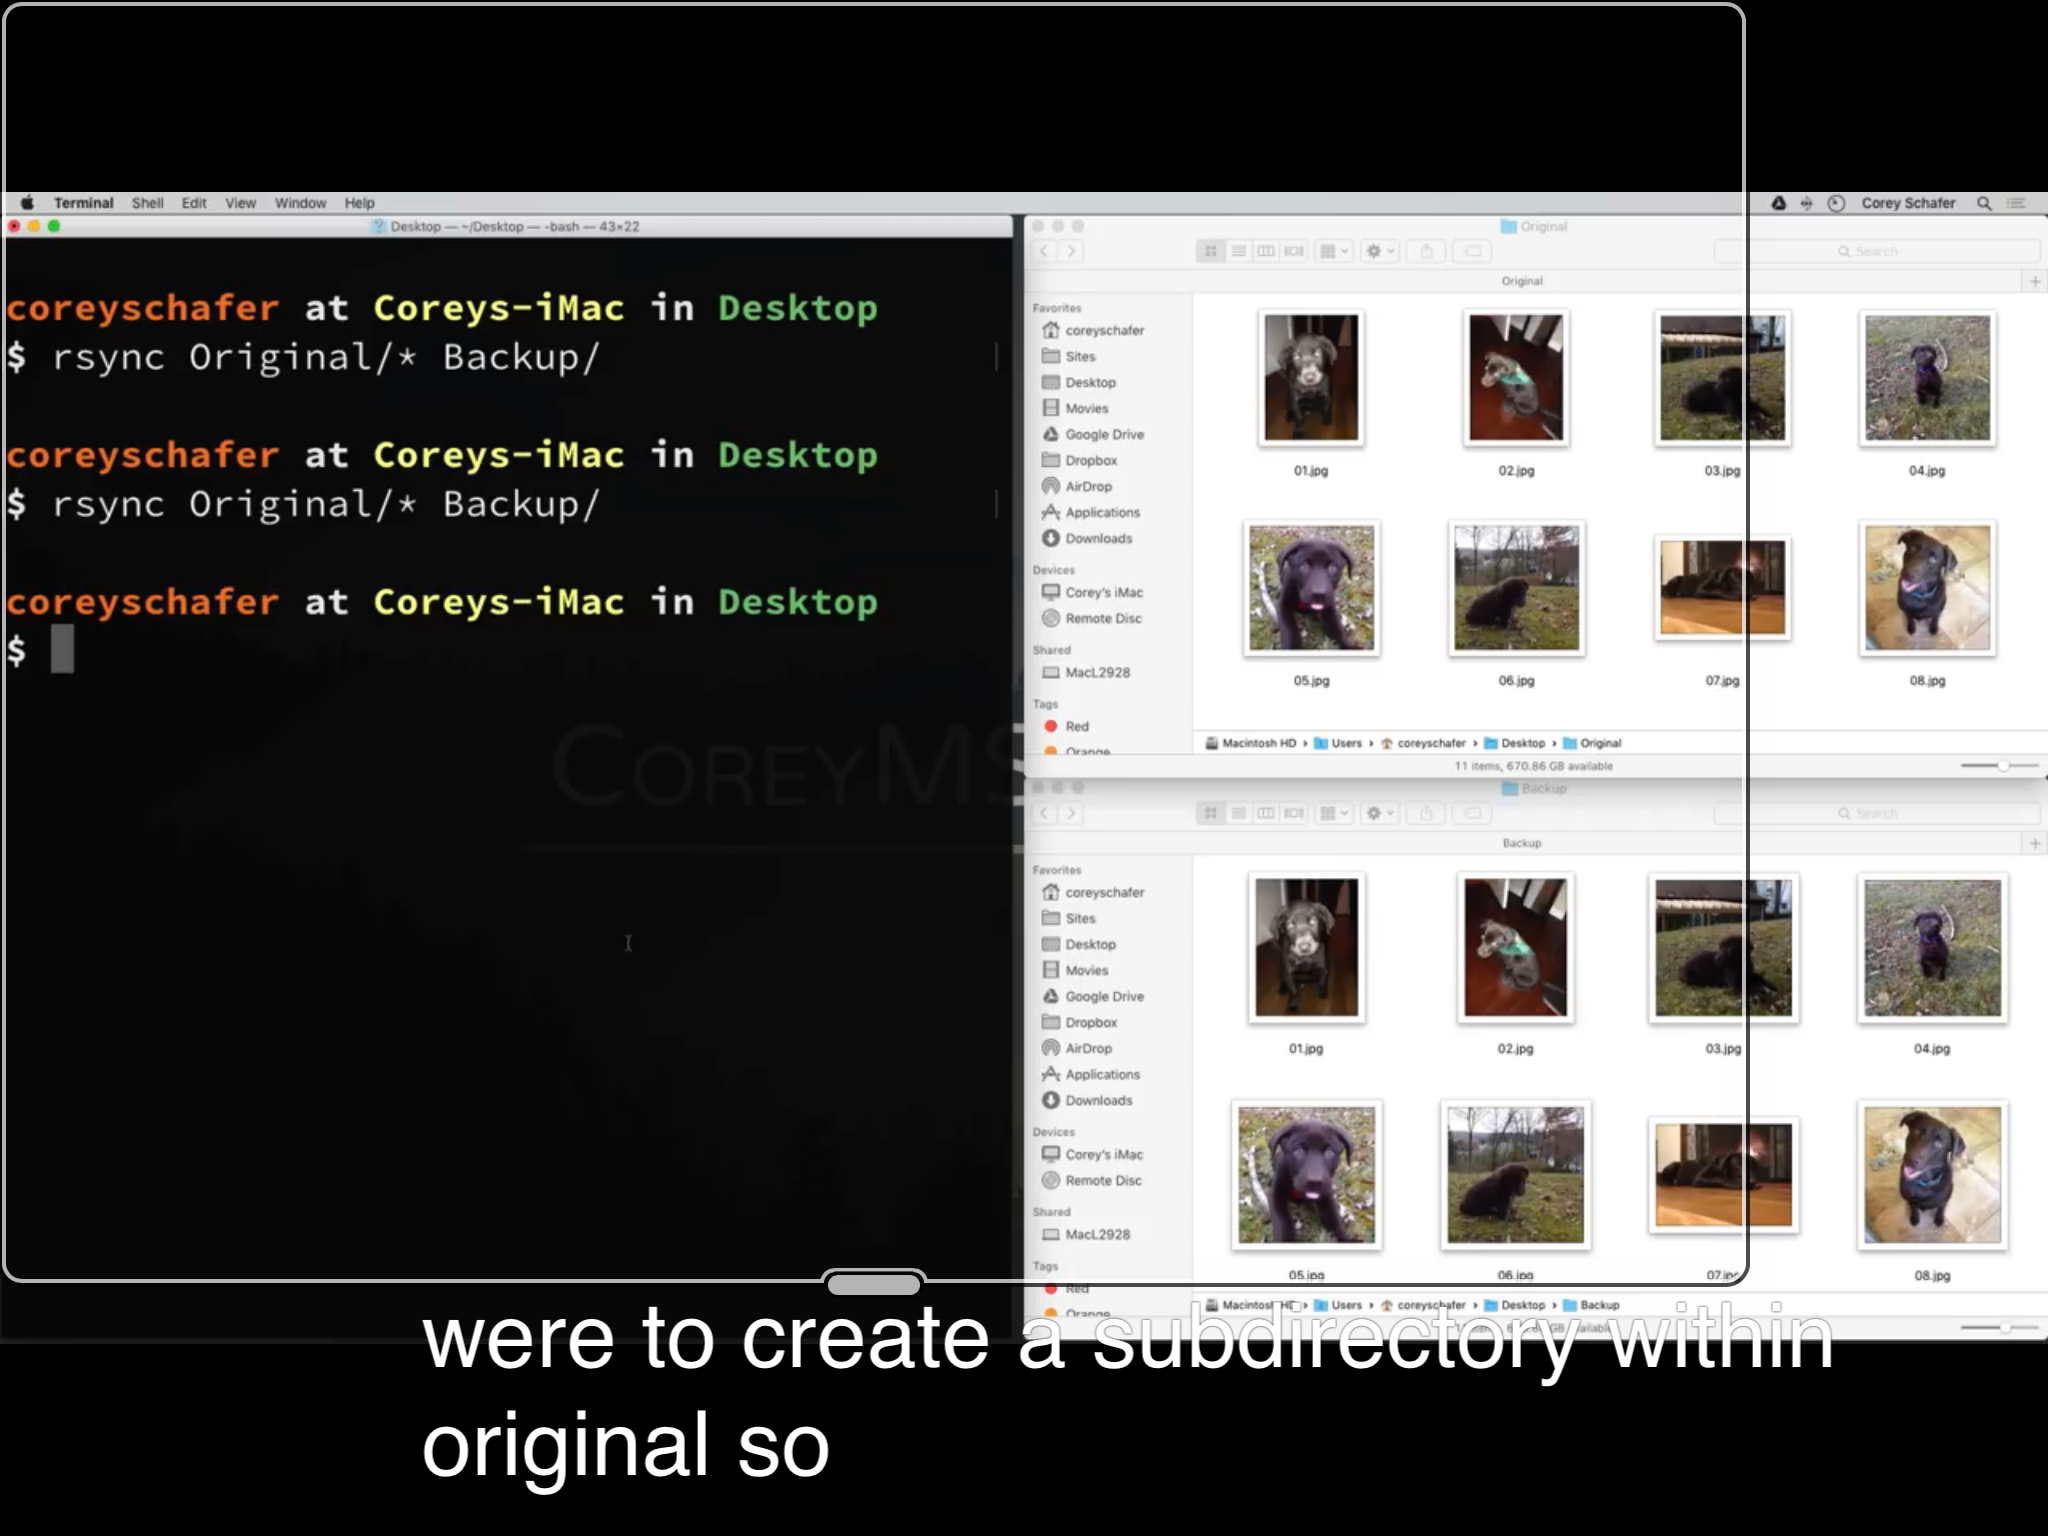 Terminal Shell Edit View Window Help
Corey Schafer
Desktop — ~/Desktop — -bash — 43×22
coreyschafer at Coreys-iMac in Desktop
$ rsync Original/* Backup/
coreyschafer at Coreys-iMac in Desktop
$ rsync Original/* Backup/
coreyschafer at Coreys-iMac in Desktop
$
COREYMS
Original
Search
Original
Favorites
coreyschafer
Sites
Desktop
Movies
Google Drive
Dropbox
AirDrop
Applications
Downloads
Devices
Corey's iMac
Remote Disc
Shared
MacL2928
Tags
Red
Orange
01.jpg 02.jpg 03.jpg 04.jpg
05.jpg 06.jpg 07.jpg 08.jpg
Macintosh HD › Users › coreyschafer › Desktop › Original
11 items, 670.86 GB available
Backup
Search
Backup
Favorites
coreyschafer
Sites
Desktop
Movies
Google Drive
Dropbox
AirDrop
Applications
Downloads
Devices
Corey's iMac
Remote Disc
Shared
MacL2928
Tags
Red
Orange
01.jpg 02.jpg 03.jpg 04.jpg
05.jpg 06.jpg 07.jpg 08.jpg
Macintosh HD › Users › coreyschafer › Desktop › Backup
were to create a subdirectory within
original so